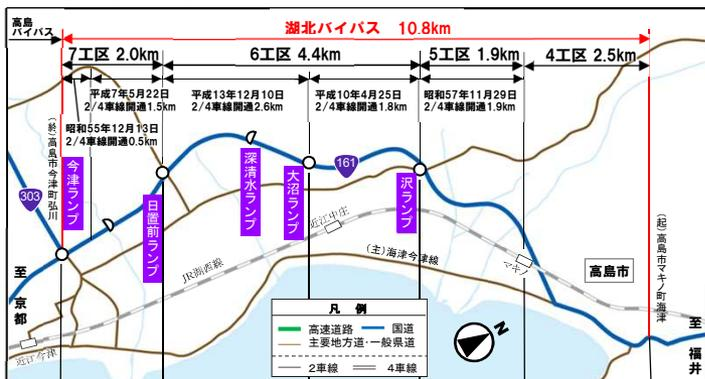 高島
バイパス
湖北バイパス 10.8km
7工区 2.0km
6工区 4.4km
5工区 1.9km
4工区 2.5km
平成7年5月22日
2/4車線開通1.5km
平成13年12月10日
2/4車線開通2.6km
平成10年4月25日
2/4車線開通1.8km
昭和57年11月29日
2/4車線開通1.9km
昭和55年12月13日
2/4車線開通0.5km
(終)高島市今津町弘川
今津ランプ
日置前ランプ
深清水ランプ
大沼ランプ
沢ランプ
161
303
近江中庄
JR湖西線
(主)海津今津線
マキノ
高島市
(起)高島市マキノ町海津
至京都
近江今津
至福井
凡 例
高速道路 国道
主要地方道・一般県道
2車線 4車線
N